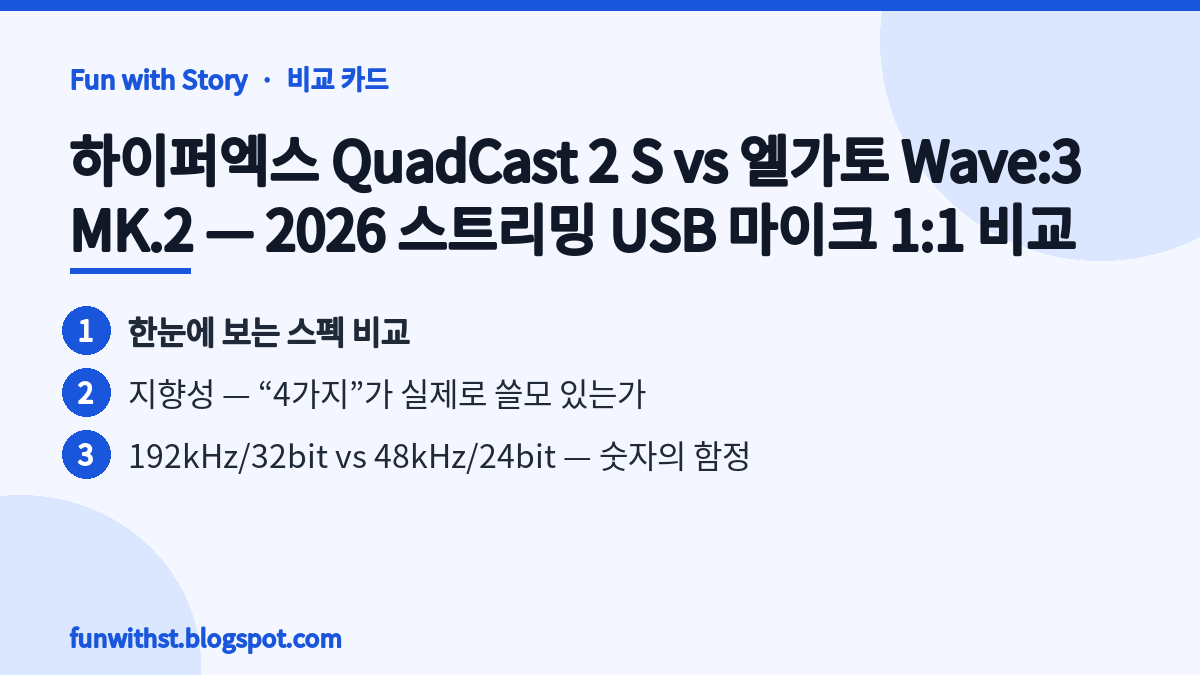 Fun with Story · 비교 카드
하이퍼엑스 QuadCast 2 S vs 엘가토 Wave:3
MK.2 — 2026 스트리밍 USB 마이크 1:1 비교
1 한눈에 보는 스펙 비교
2 지향성 — “4가지”가 실제로 쓸모 있는가
3 192kHz/32bit vs 48kHz/24bit — 숫자의 함정
funwithst.blogspot.com